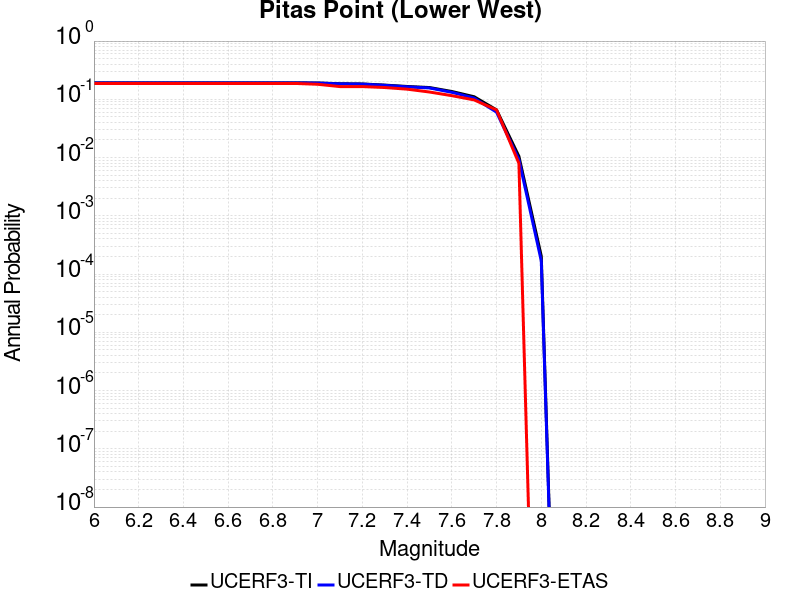 Pitas Point (Lower West)
10^0
10^-1
10^-2
10^-3
10^-4
10^-5
10^-6
10^-7
10^-8
Annual Probability
6 6.2 6.4 6.6 6.8 7 7.2 7.4 7.6 7.8 8 8.2 8.4 8.6 8.8 9
Magnitude
UCERF3-TI UCERF3-TD UCERF3-ETAS